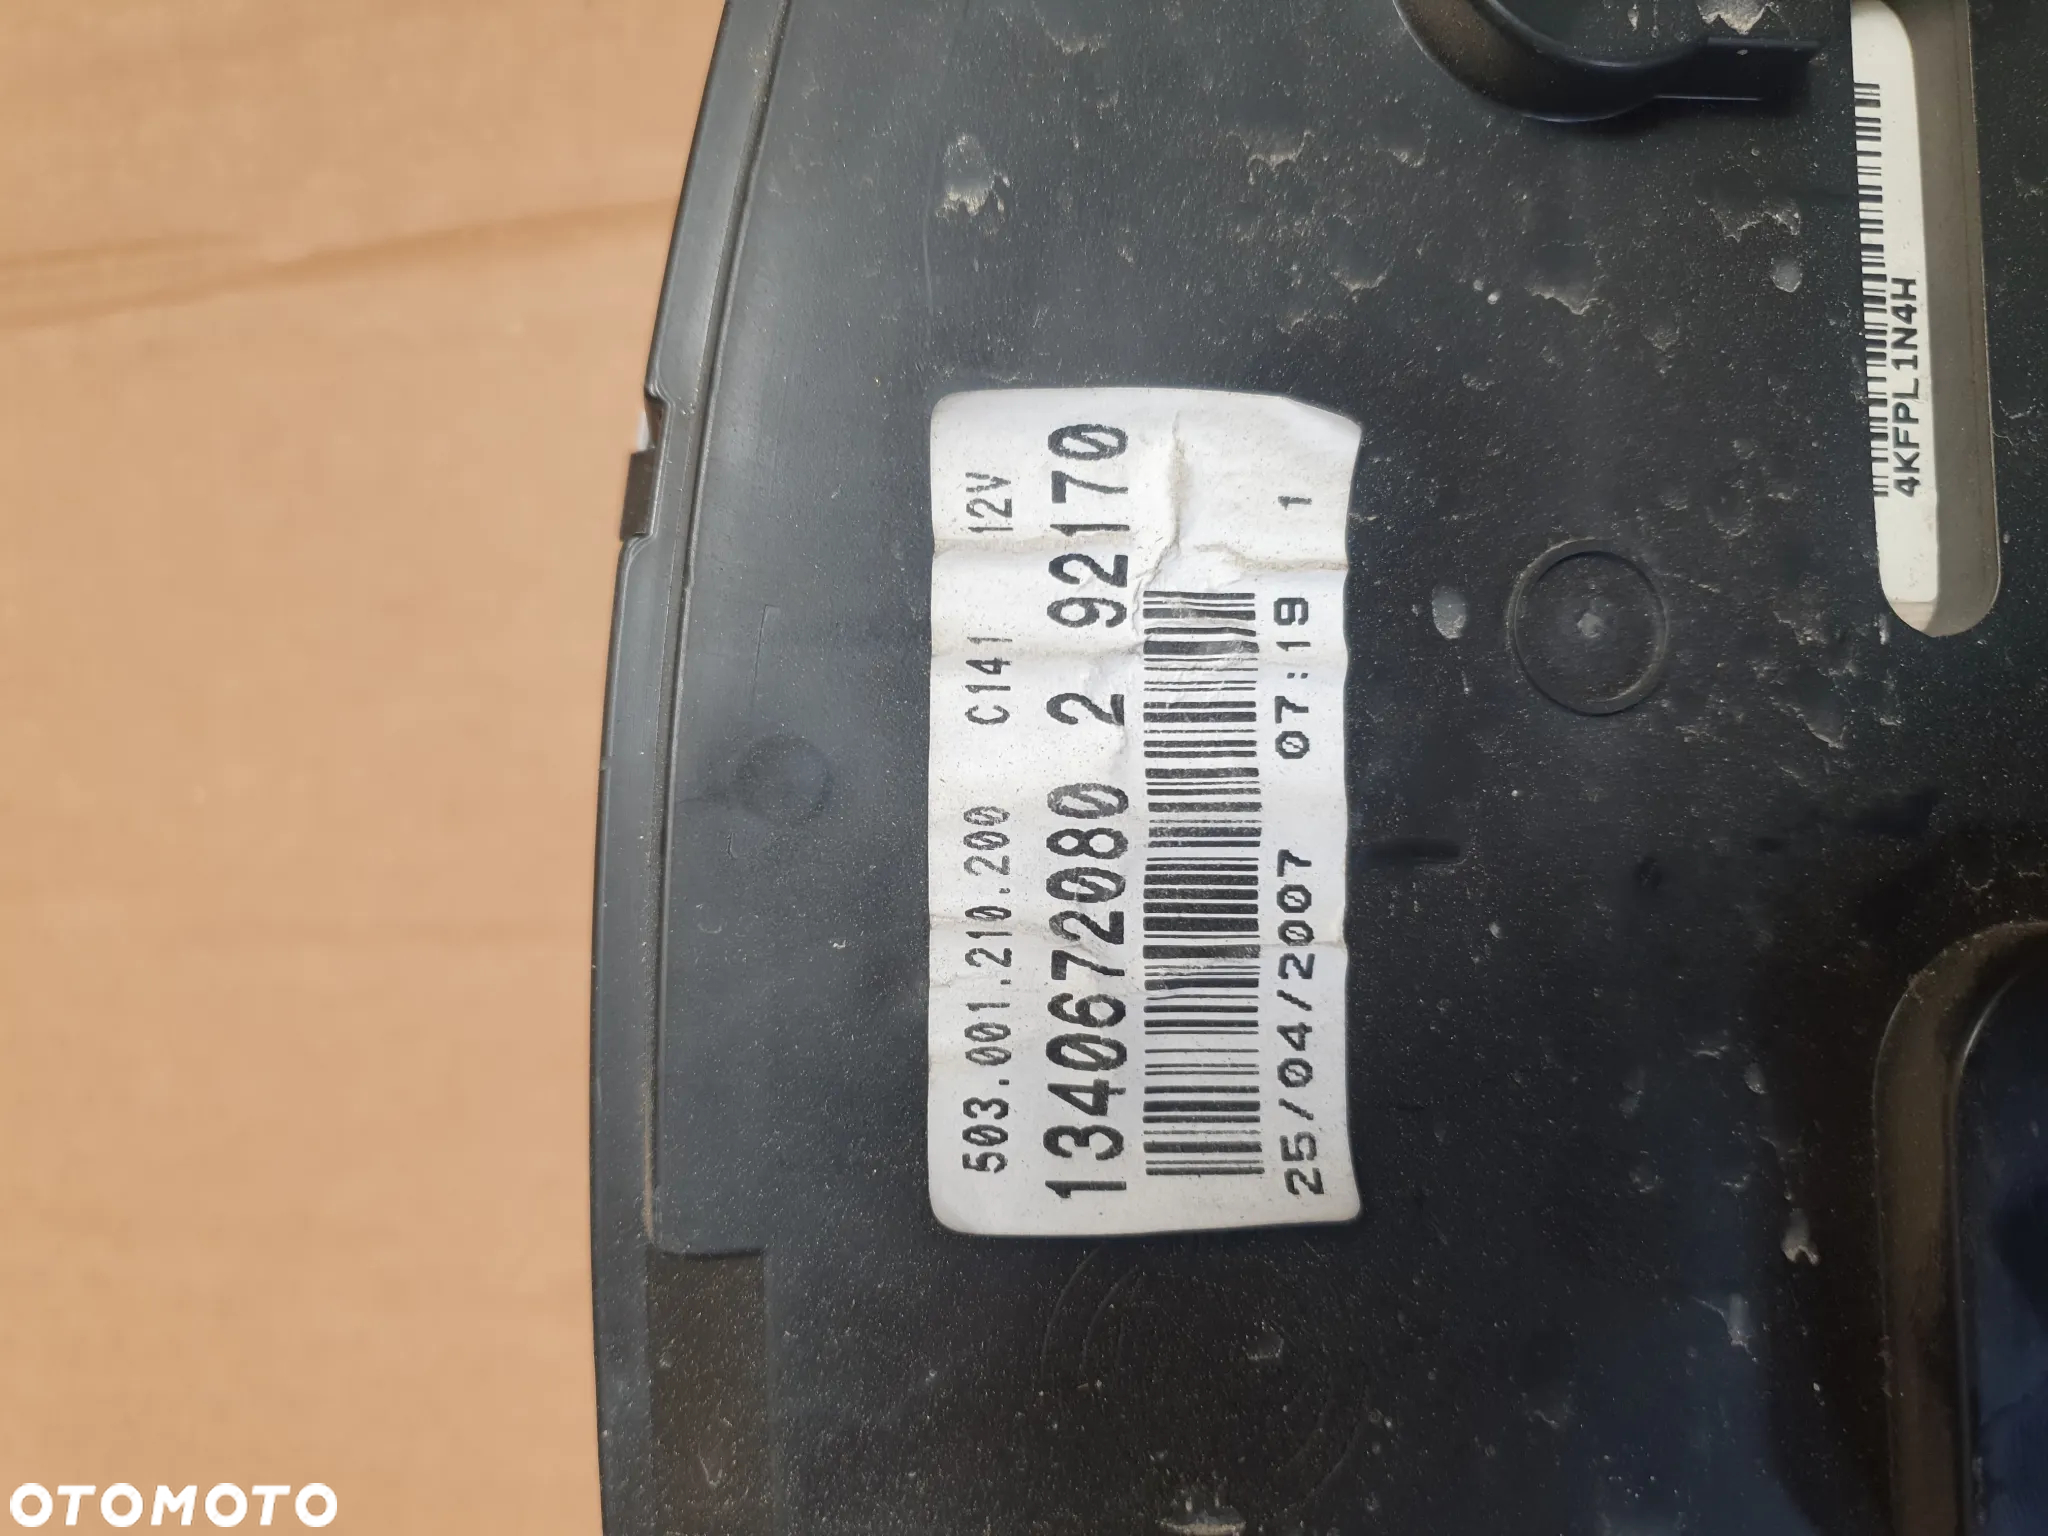 503.001.210.200 C141 12V
1340672080 2 92170
25/04/2007 07:19 1
4KFPL1N4H
OTOMOTO